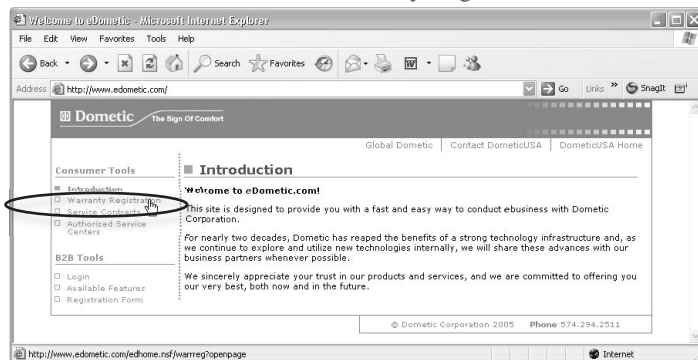 Welcome to eDometic - Microsoft Internet Explorer
File Edit View Favorites Tools Help
Back Search Favorites
Address http://www.edometic.com/ Go Links » SnagIt
Dometic The Sign Of Comfort
Global Dometic | Contact DometicUSA | DometicUSA Home
Consumer Tools
Introduction
Warranty Registration
Service Contracts
Authorized Service
Centers
B2B Tools
Login
Available Features
Registration Form
Introduction
Welcome to eDometic.com!
This site is designed to provide you with a fast and easy way to conduct ebusiness with Dometic
Corporation.
For nearly two decades, Dometic has reaped the benefits of a strong technology infrastructure and, as
we continue to explore and utilize new technologies internally, we will share these advances with our
business partners whenever possible.
We sincerely appreciate your trust in our products and services, and we are committed to offering you
our very best, both now and in the future.
© Dometic Corporation 2005 Phone 574.294.2511
http://www.edometic.com/edhome.nsf/warrreg?openpage Internet